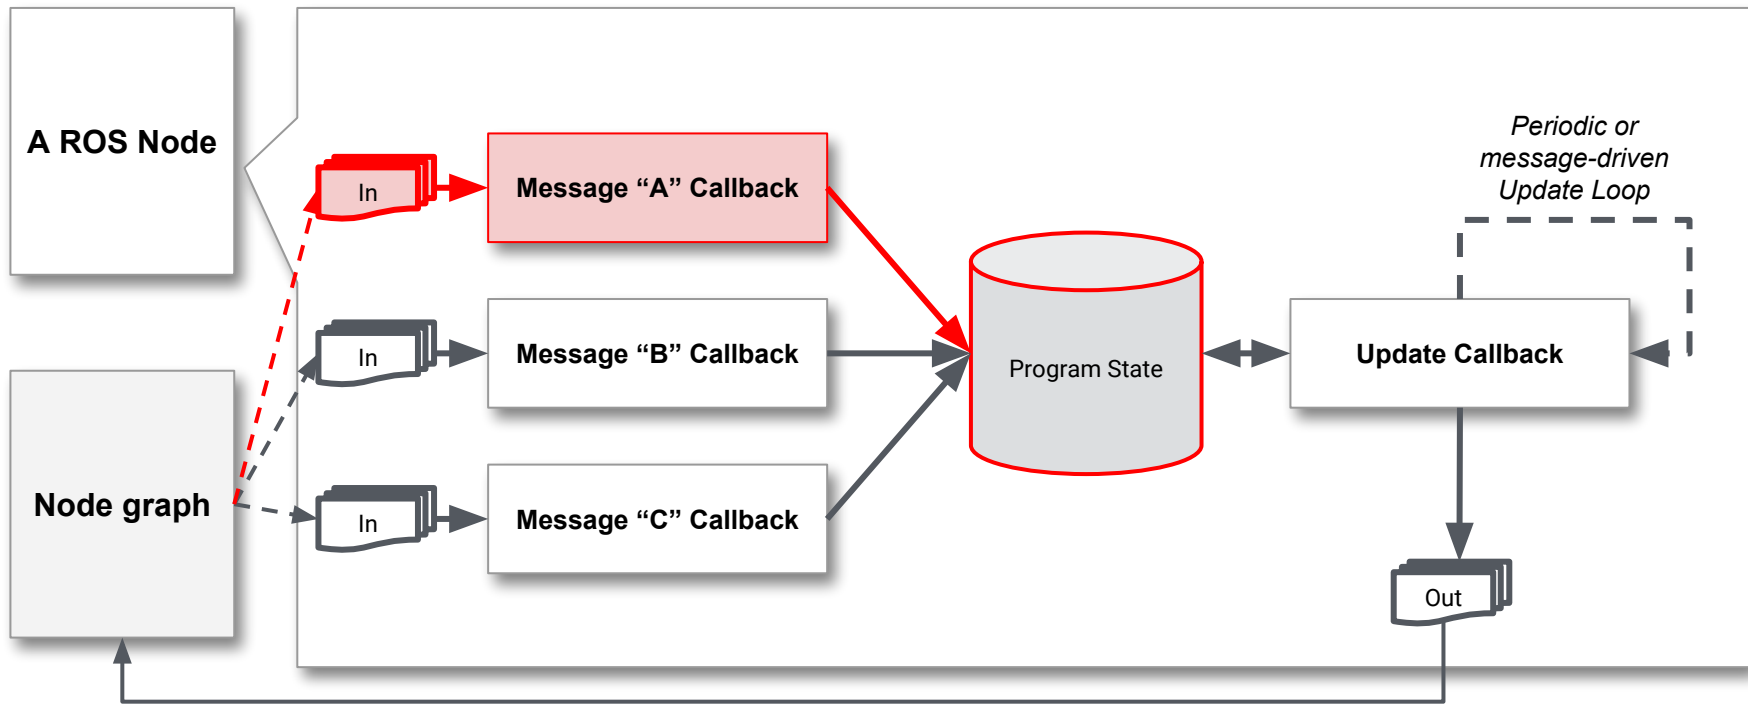 A ROS Node
Periodic or
message-driven
Update Loop
In
Message “A” Callback
In
Message “B” Callback
Program State
Update Callback
Node graph
In
Message “C” Callback
Out